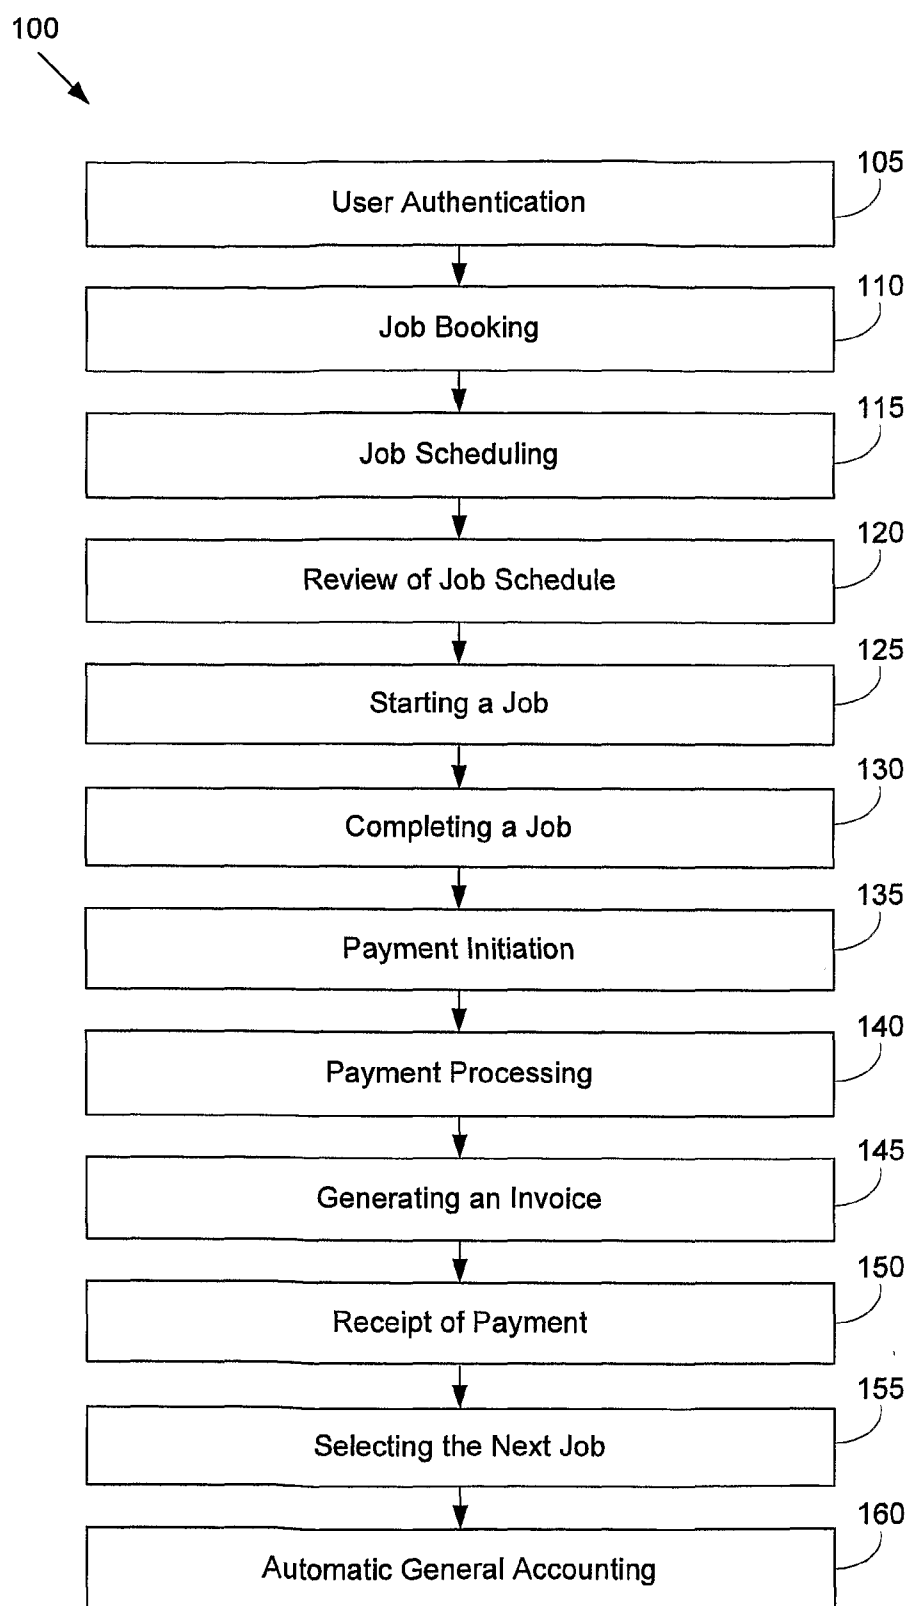 100
105
User Authentication
110
Job Booking
115
Job Scheduling
120
Review of Job Schedule
125
Starting a Job
130
Completing a Job
135
Payment Initiation
140
Payment Processing
145
Generating an Invoice
150
Receipt of Payment
155
Selecting the Next Job
160
Automatic General Accounting